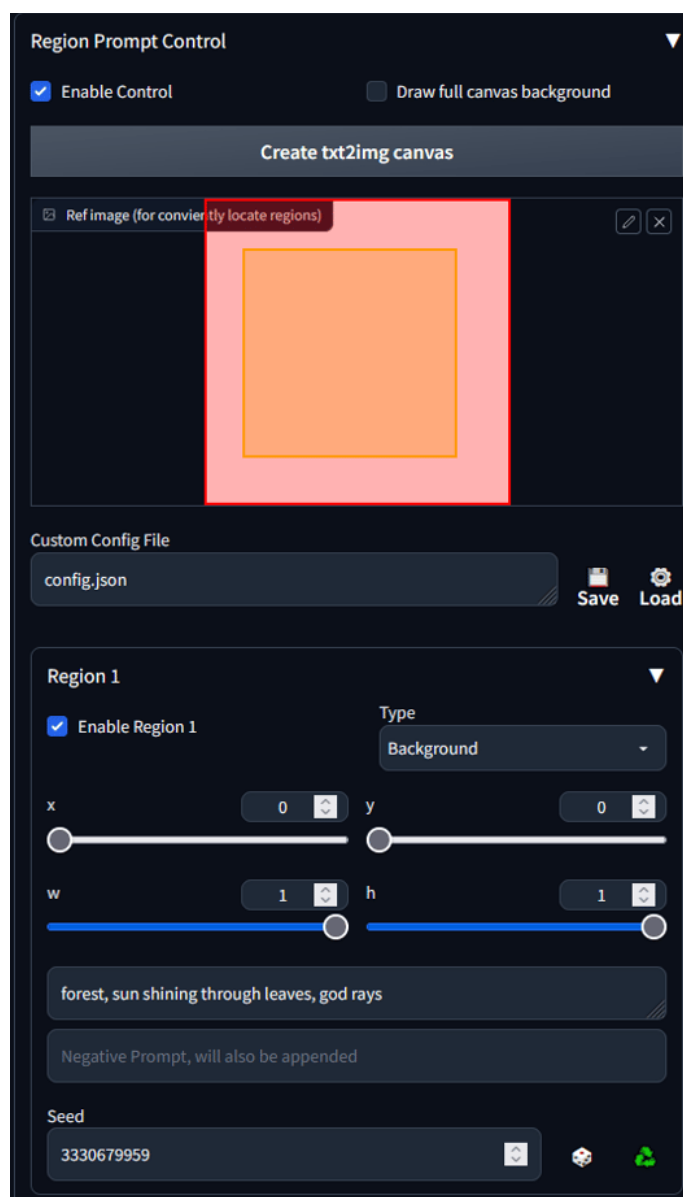 Region Prompt Control ▼
Enable Control
Draw full canvas background
Create txt2img canvas
Ref image (for conviently locate regions)
Custom Config File
config.json
Save Load
Region 1 ▼
Enable Region 1
Type
Background
x 0 y 0
w 1 h 1
forest, sun shining through leaves, god rays
Negative Prompt, will also be appended
Seed
3330679959